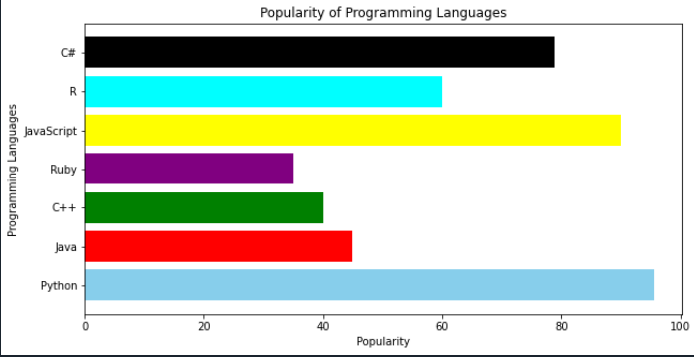 Popularity of Programming Languages
C#
R
JavaScript
Ruby
C++
Java
Python
Programming Languages
0 20 40 60 80 100
Popularity